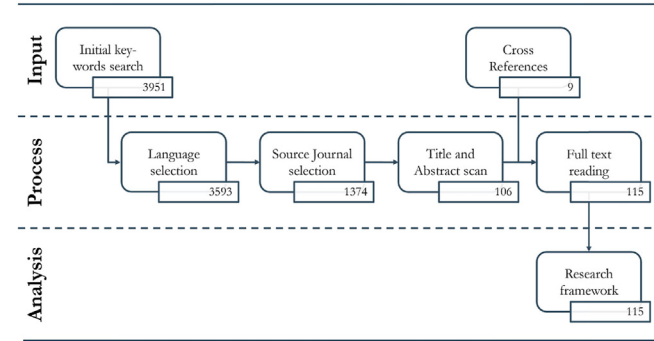 Input
Initial key-
words search
3951
Cross
References
9
Process
Language
selection
3593
Source Journal
selection
1374
Title and
Abstract scan
106
Full text
reading
115
Analysis
Research
framework
115